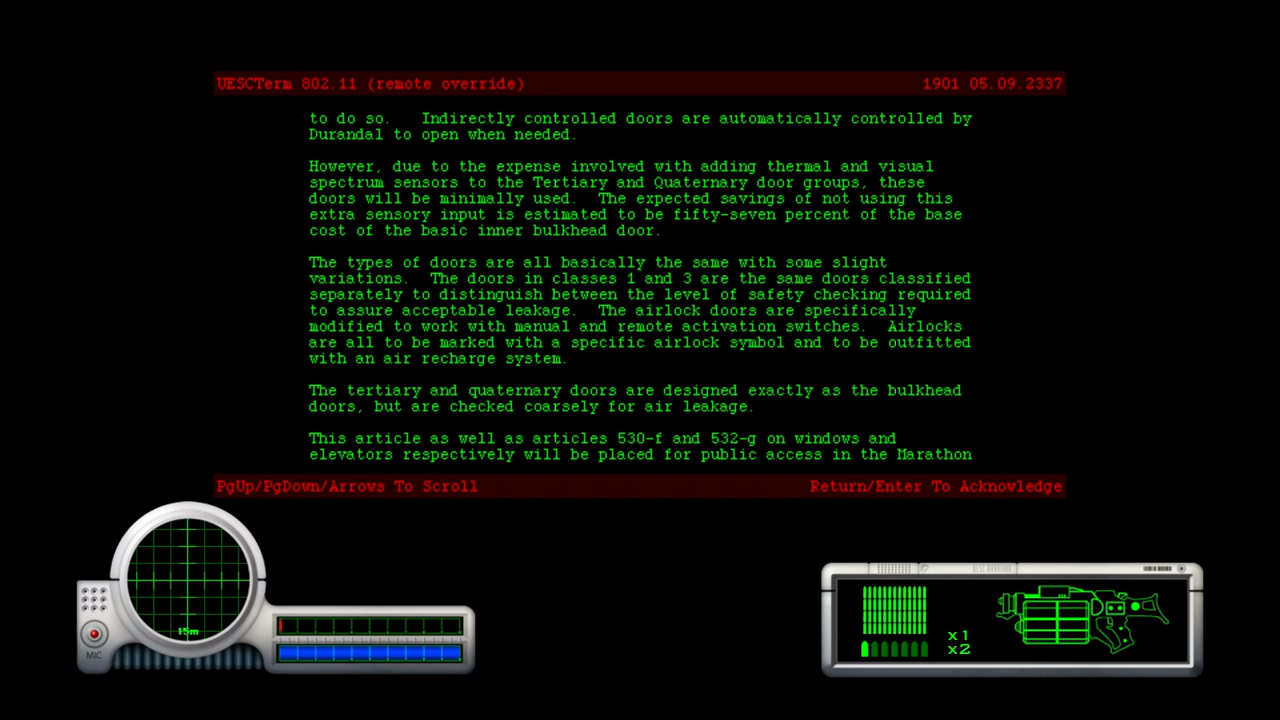 UESCTerm 802.11 (remote override) 1901 05.09.2337
to do so.   Indirectly controlled doors are automatically controlled by
Durandal to open when needed.
However, due to the expense involved with adding thermal and visual
spectrum sensors to the Tertiary and Quaternary door groups, these
doors will be minimally used.  The expected savings of not using this
extra sensory input is estimated to be fifty-seven percent of the base
cost of the basic inner bulkhead door.
The types of doors are all basically the same with some slight
variations.  The doors in classes 1 and 3 are the same doors classified
separately to distinguish between the level of safety checking required
to assure acceptable leakage.  The airlock doors are specifically
modified to work with manual and remote activation switches.  Airlocks
are all to be marked with a specific airlock symbol and to be outfitted
with an air recharge system.
The tertiary and quaternary doors are designed exactly as the bulkhead
doors, but are checked coarsely for air leakage.
This article as well as articles 530-f and 532-g on windows and
elevators respectively will be placed for public access in the Marathon
PgUp/PgDown/Arrows To Scroll Return/Enter To Acknowledge
15m
MIC
x1
x2